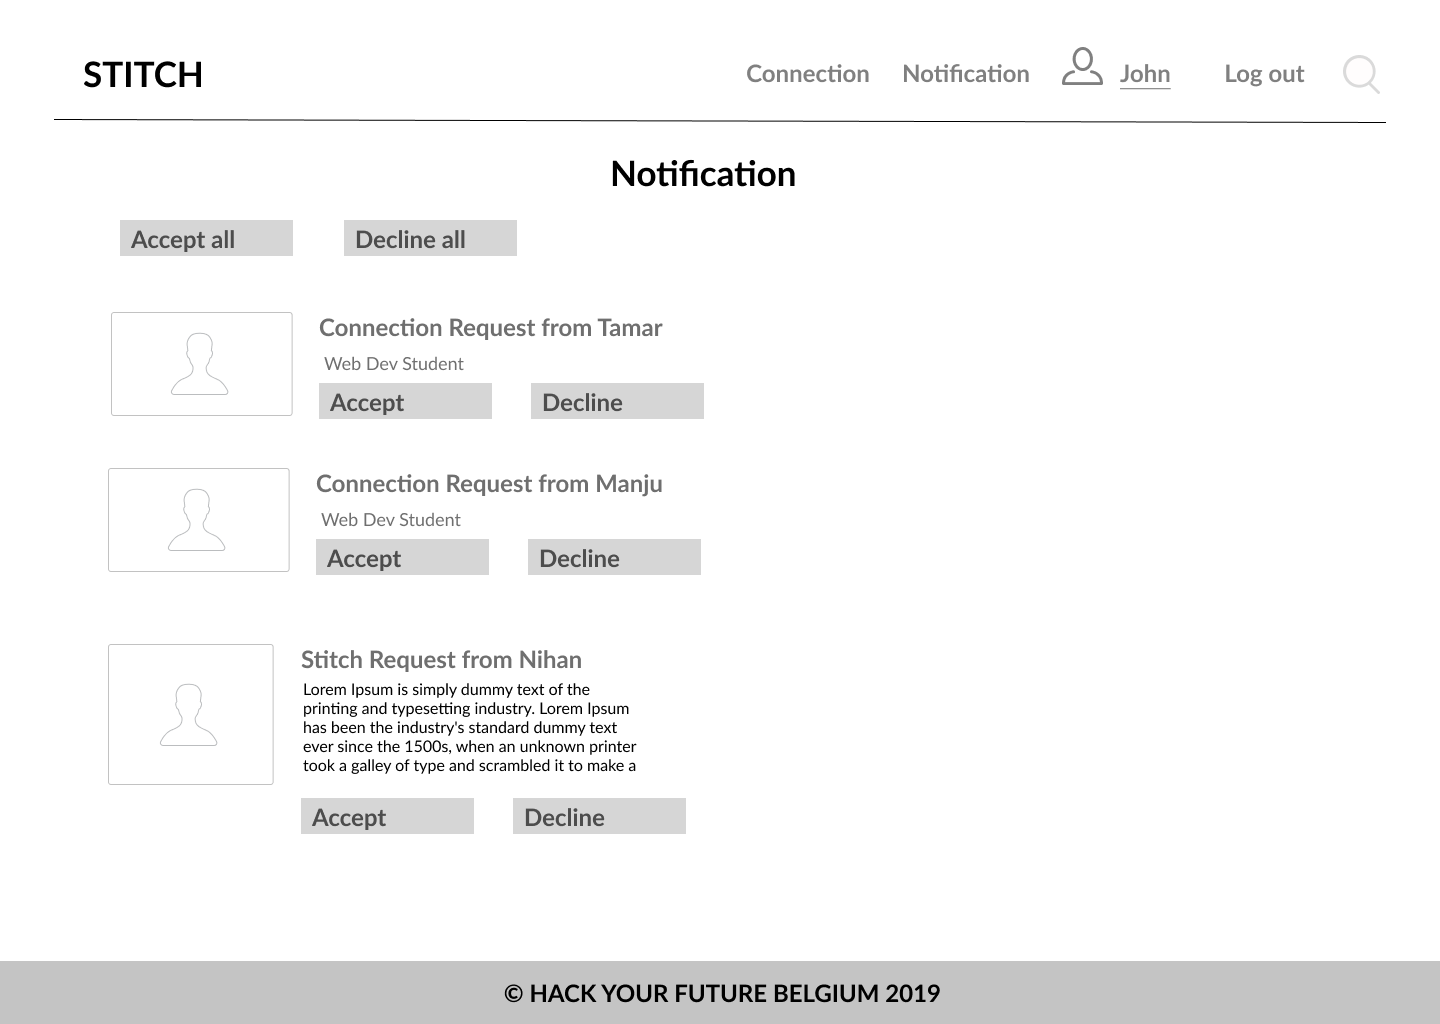 STITCH
Connection Notification John Log out
Notification
Accept all Decline all
Connection Request from Tamar
Web Dev Student
Accept Decline
Connection Request from Manju
Web Dev Student
Accept Decline
Stitch Request from Nihan
Lorem Ipsum is simply dummy text of the
printing and typesetting industry. Lorem Ipsum
has been the industry's standard dummy text
ever since the 1500s, when an unknown printer
took a galley of type and scrambled it to make a
Accept Decline
© HACK YOUR FUTURE BELGIUM 2019